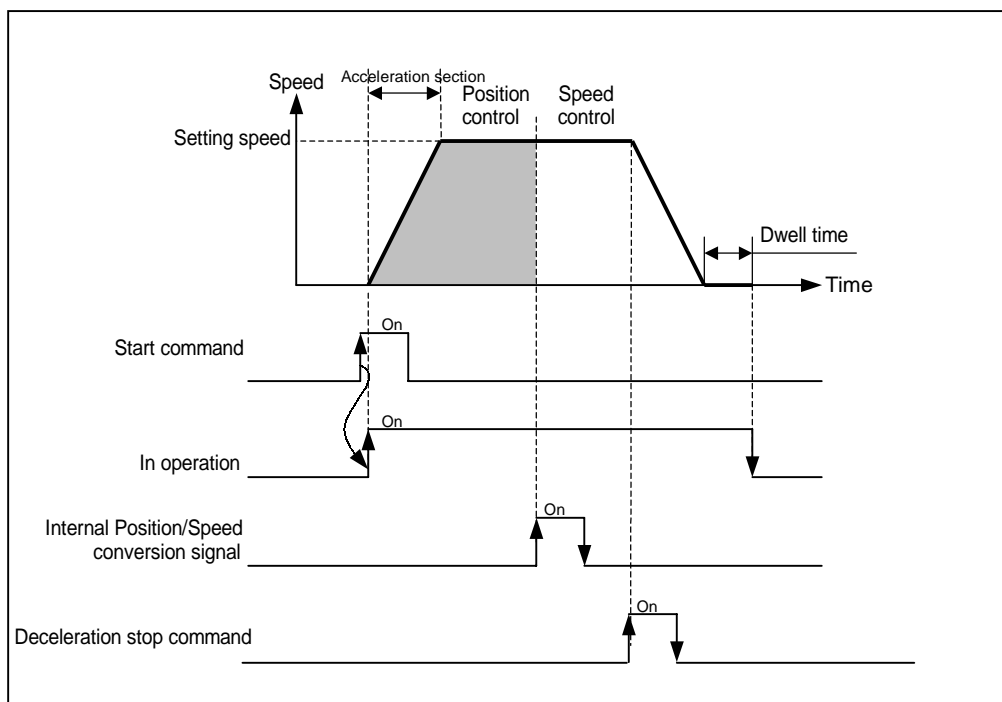 Acceleration section
Speed
Position
control
Speed
control
Setting speed
Dwell time
Time
On
Start command
On
In operation
On
Internal Position/Speed
conversion signal
On
Deceleration stop command